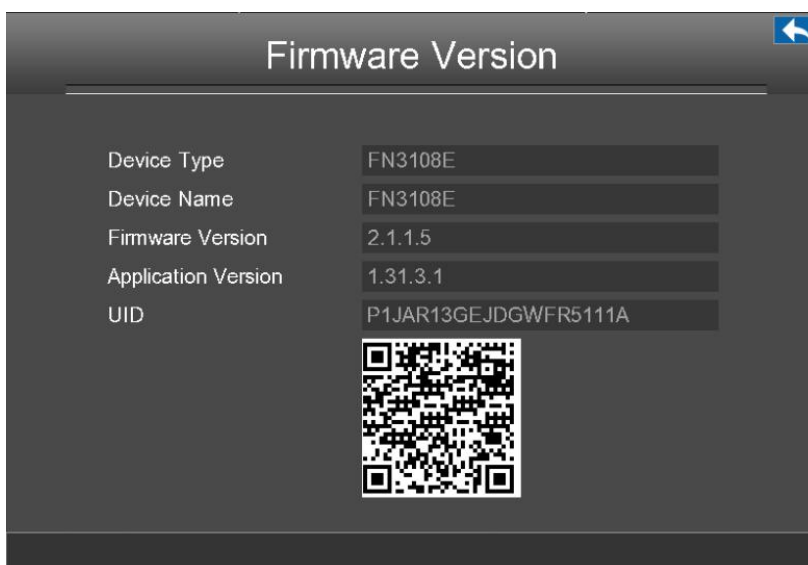 Firmware Version
Device Type FN3108E
Device Name FN3108E
Firmware Version 2.1.1.5
Application Version 1.31.3.1
UID P1JAR13GEJDGWFR5111A